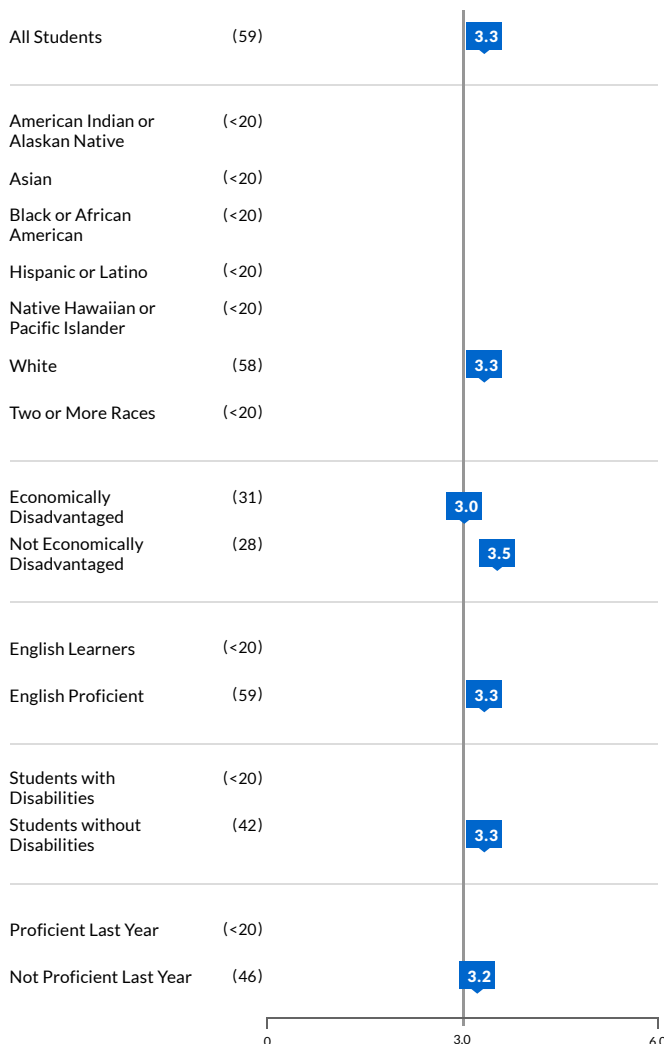 All Students (59) 3.3
American Indian or (<20)
Alaskan Native
Asian (<20)
Black or African (<20)
American
Hispanic or Latino (<20)
Native Hawaiian or (<20)
Pacific Islander
White (58) 3.3
Two or More Races (<20)
Economically (31) 3.0
Disadvantaged
Not Economically (28) 3.5
Disadvantaged
English Learners (<20)
English Proficient (59) 3.3
Students with (<20)
Disabilities
Students without (42) 3.3
Disabilities
Proficient Last Year (<20)
Not Proficient Last Year (46) 3.2
0 3.0 6.0